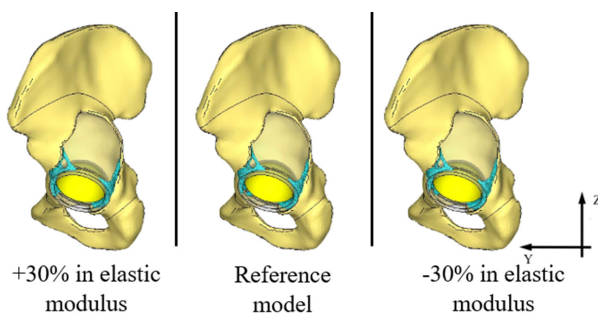 Z
Y
+30% in elastic
modulus
Reference
model
-30% in elastic
modulus